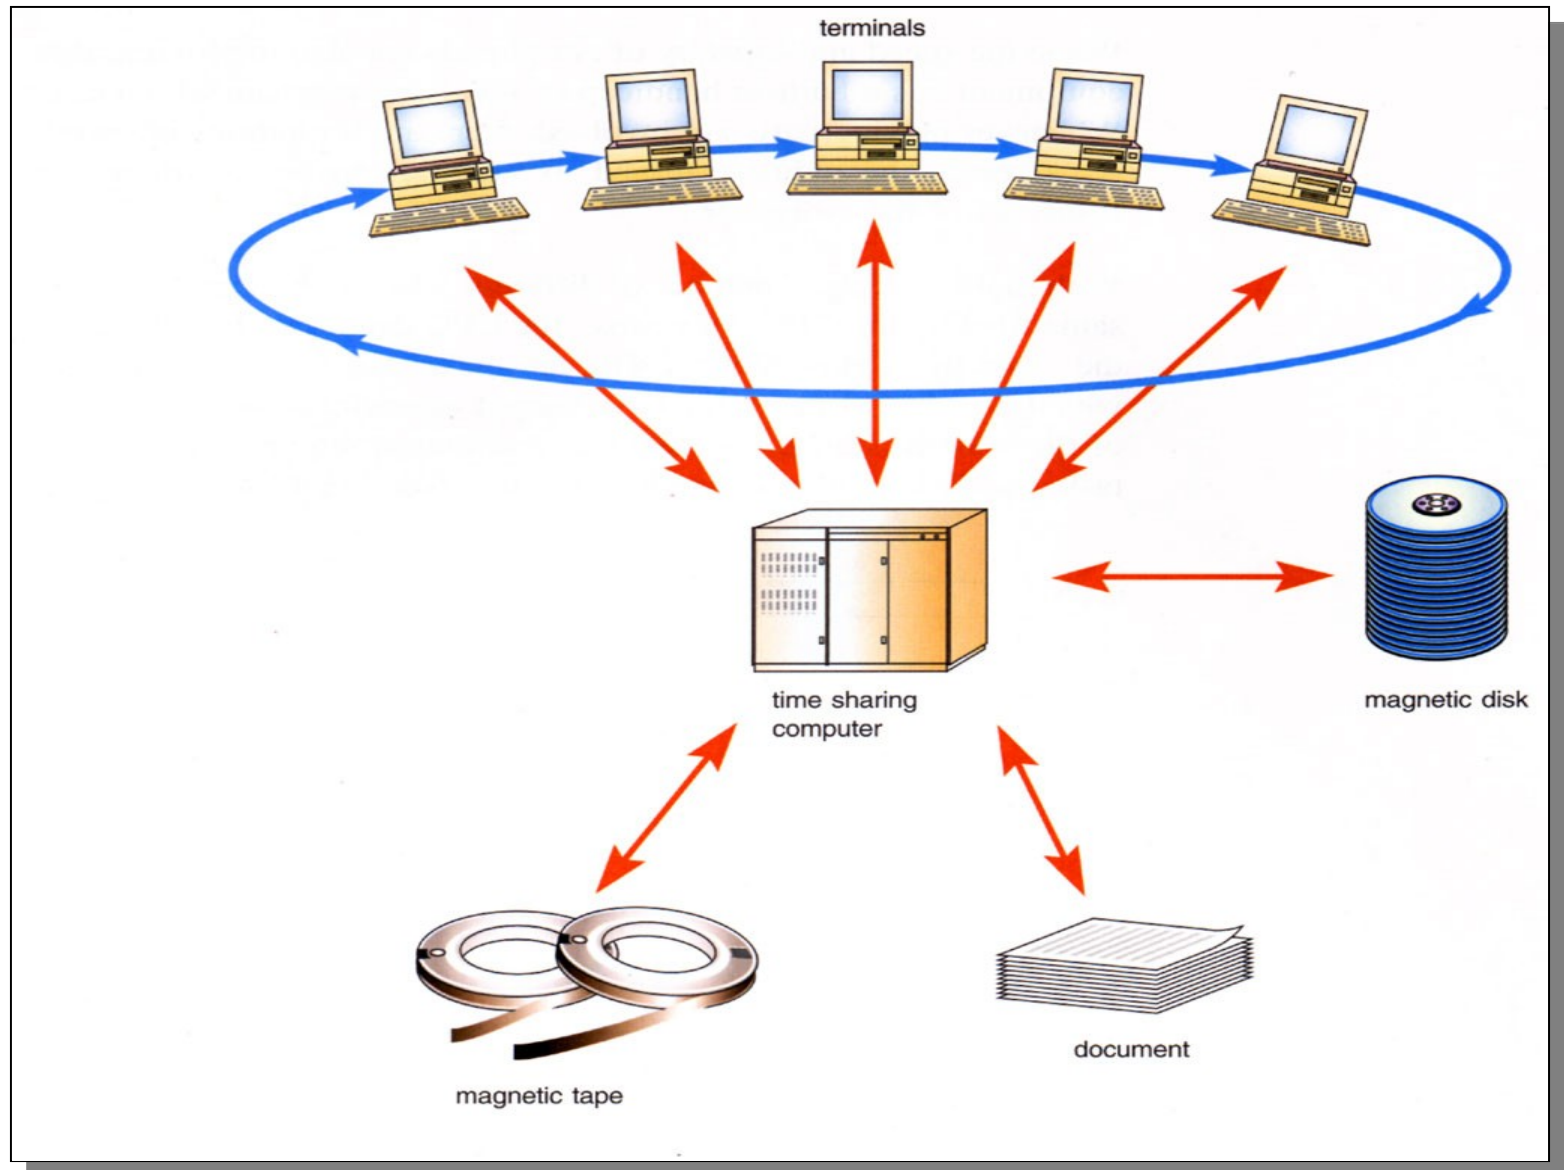 terminals
time sharing
computer
magnetic disk
document
magnetic tape